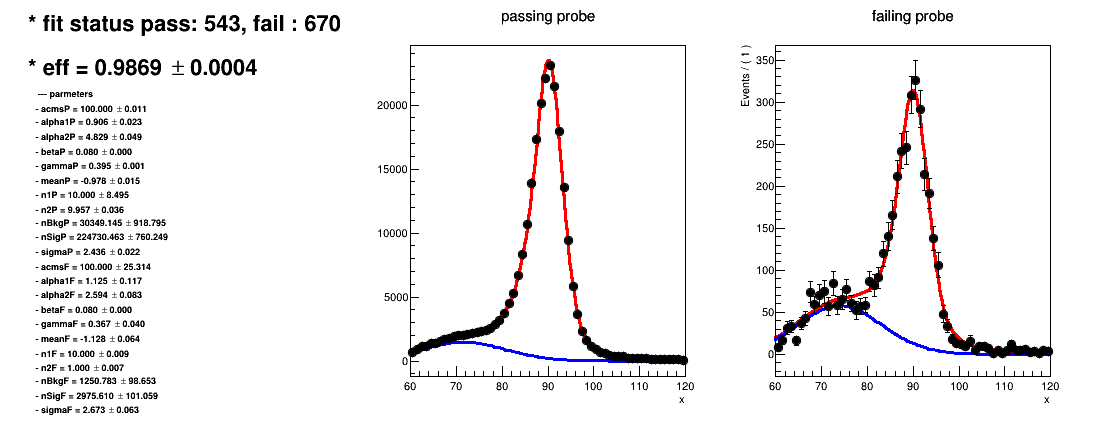 * fit status pass: 543, fail : 670
* eff = 0.9869 ± 0.0004
--- parmeters
- acmsP = 100.000 ± 0.011
- alpha1P = 0.906 ± 0.023
- alpha2P = 4.829 ± 0.049
- betaP = 0.080 ± 0.000
- gammaP = 0.395 ± 0.001
- meanP = -0.978 ± 0.015
- n1P = 10.000 ± 8.495
- n2P = 9.957 ± 0.036
- nBkgP = 30349.145 ± 918.795
- nSigP = 224730.463 ± 760.249
- sigmaP = 2.436 ± 0.022
- acmsF = 100.000 ± 25.314
- alpha1F = 1.125 ± 0.117
- alpha2F = 2.594 ± 0.083
- betaF = 0.080 ± 0.000
- gammaF = 0.367 ± 0.040
- meanF = -1.128 ± 0.064
- n1F = 10.000 ± 0.009
- n2F = 1.000 ± 0.007
- nBkgF = 1250.783 ± 98.653
- nSigF = 2975.610 ± 101.059
- sigmaF = 2.673 ± 0.063
passing probe
20000
15000
10000
5000
0
60 70 80 90 100 110 120
x
failing probe
Events / ( 1 )
350
300
250
200
150
100
50
0
60 70 80 90 100 110 120
x